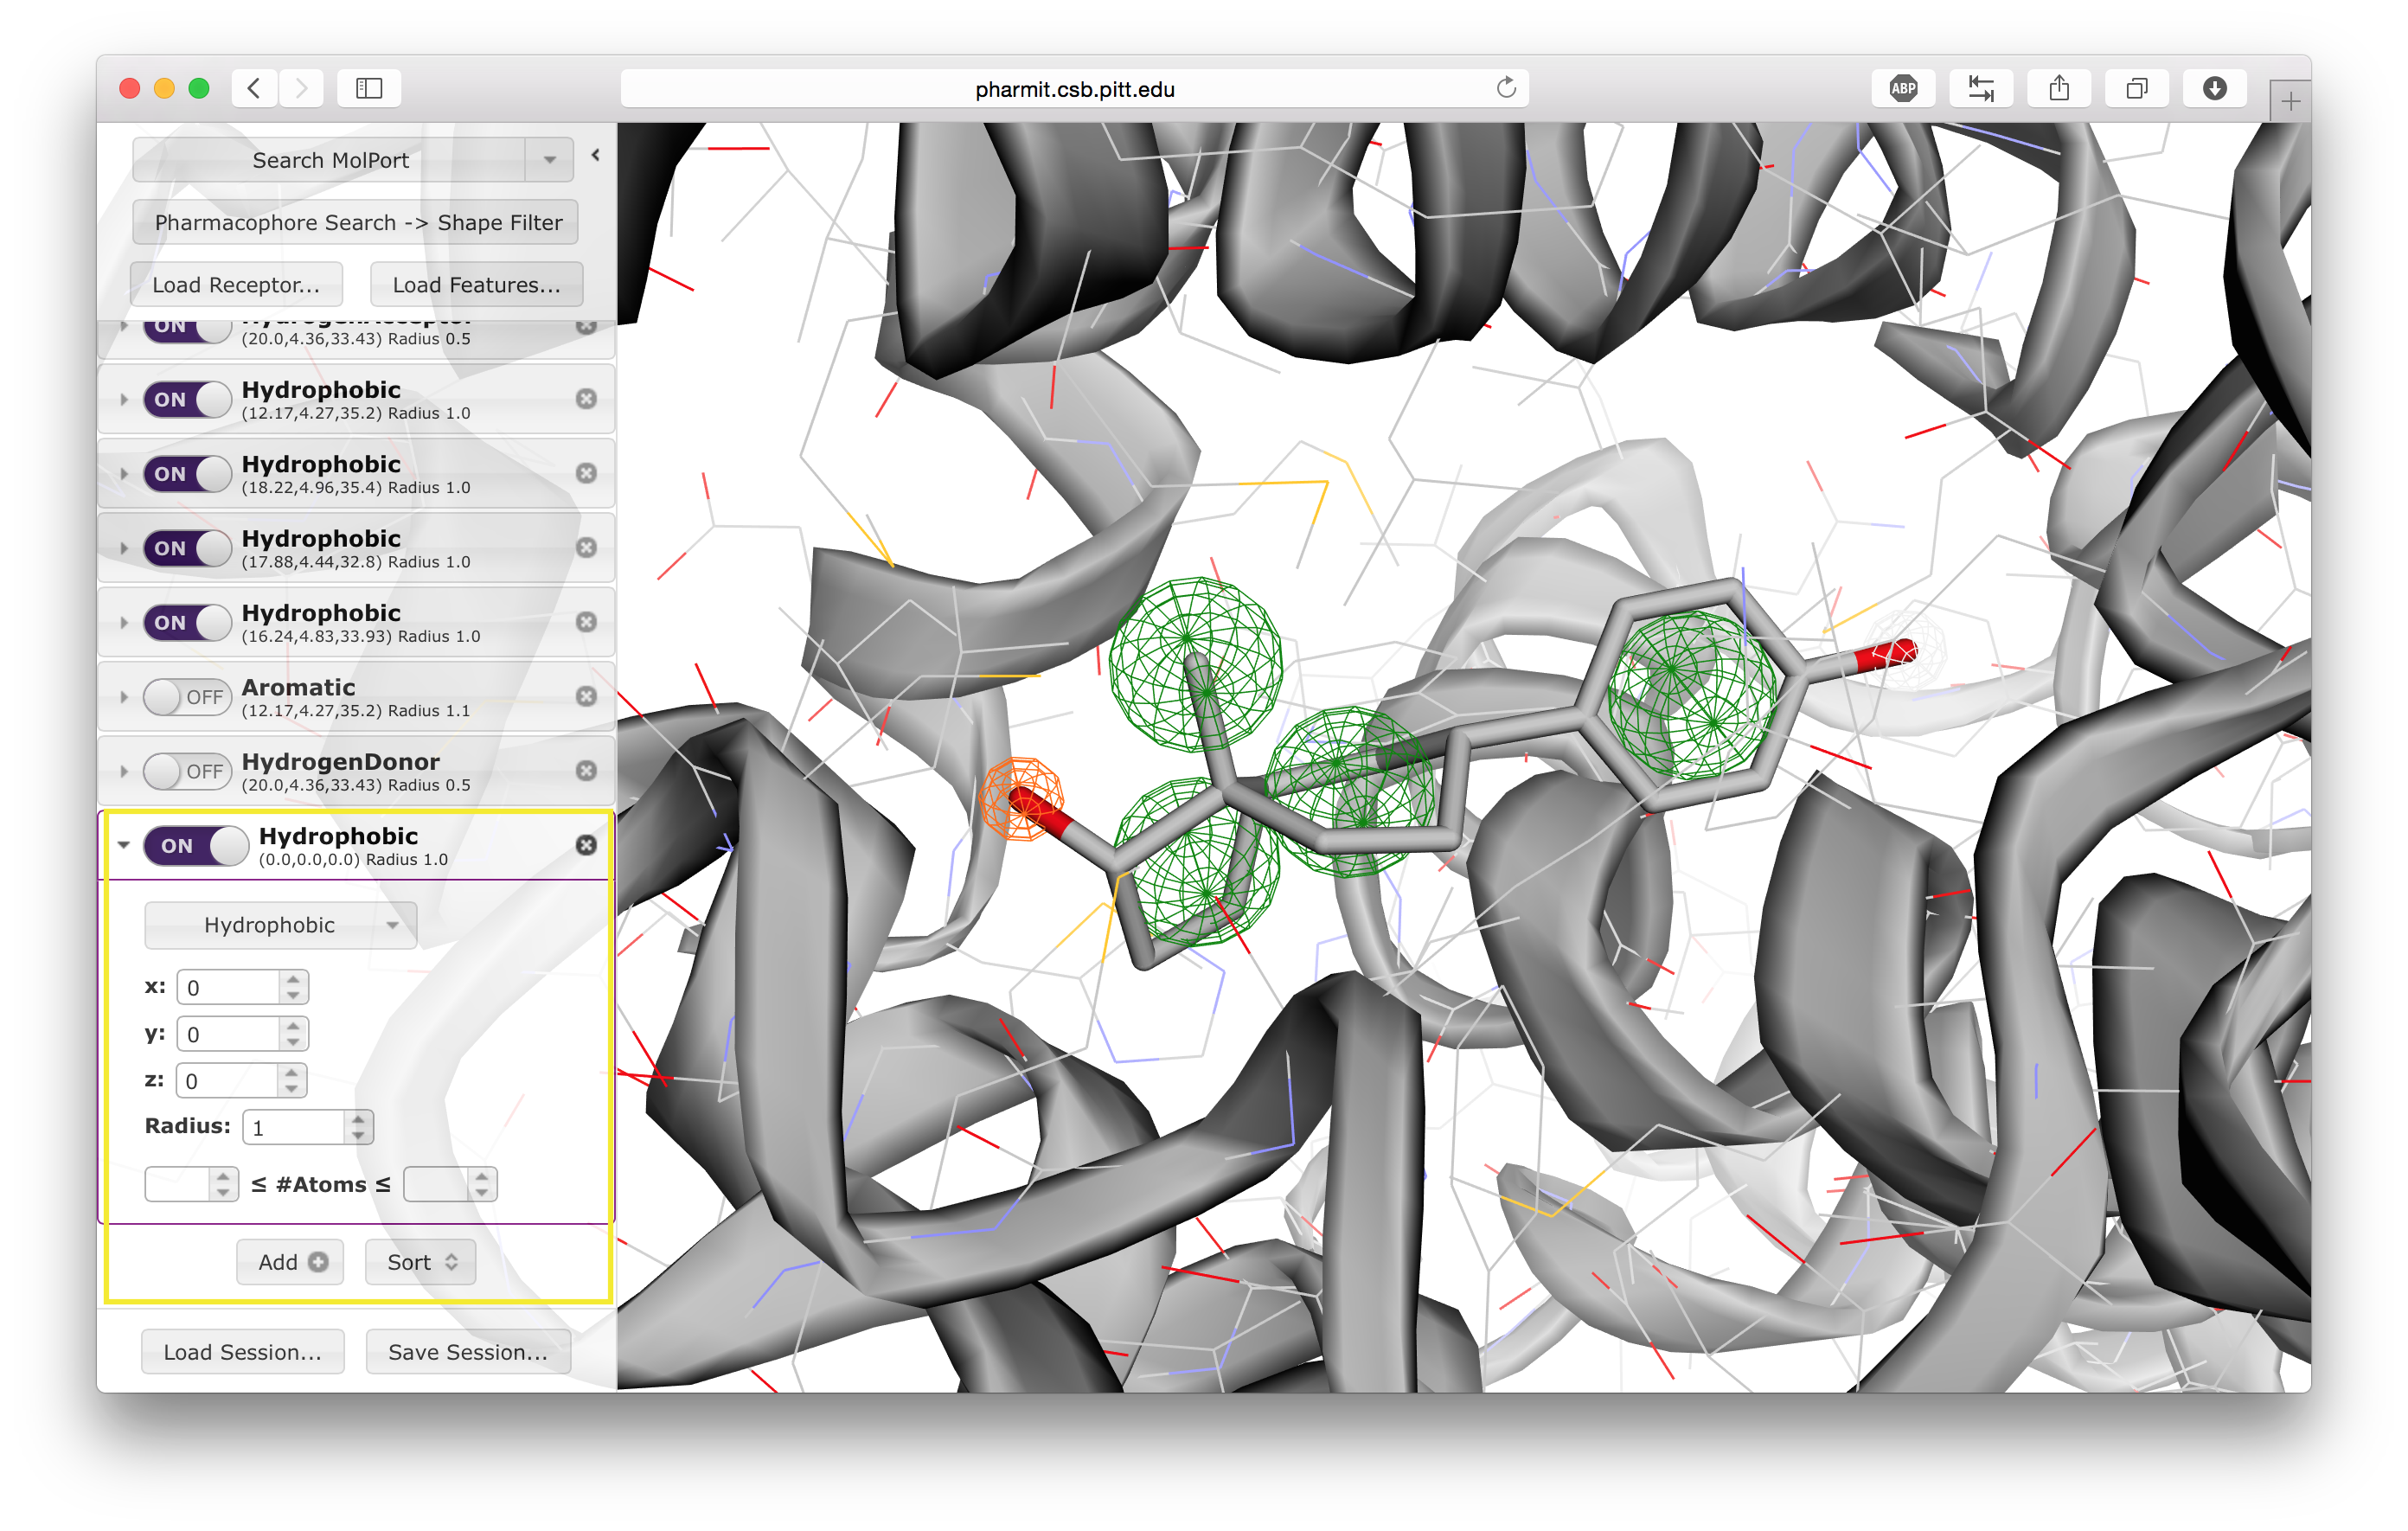 pharmit.csb.pitt.edu
ABP
Search MolPort
Pharmacophore Search -> Shape Filter
Load Receptor...
Load Features...
ON
HydrogenAcceptor
(20.0,4.36,33.43) Radius 0.5
ON
Hydrophobic
(12.17,4.27,35.2) Radius 1.0
ON
Hydrophobic
(18.22,4.96,35.4) Radius 1.0
ON
Hydrophobic
(17.88,4.44,32.8) Radius 1.0
ON
Hydrophobic
(16.24,4.83,33.93) Radius 1.0
OFF
Aromatic
(12.17,4.27,35.2) Radius 1.1
OFF
HydrogenDonor
(20.0,4.36,33.43) Radius 0.5
ON
Hydrophobic
(0.0,0.0,0.0) Radius 1.0
Hydrophobic
x: 0
y: 0
z: 0
Radius: 1
≤ #Atoms ≤
Add
Sort
Load Session...
Save Session...